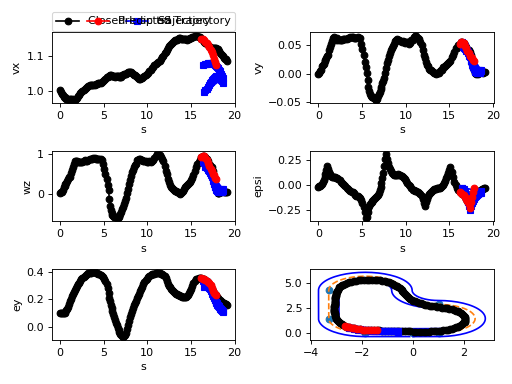 Trajectory
vx
1.1
1.0
0 5 10 15 20
s
vy
0.05
0.00
−0.05
0 5 10 15 20
s
wz
1
0
0 5 10 15 20
s
epsi
0.25
0.00
−0.25
0 5 10 15 20
s
ey
0.4
0.2
0.0
0 5 10 15 20
s
5.0
2.5
0.0
−4 −2 0 2